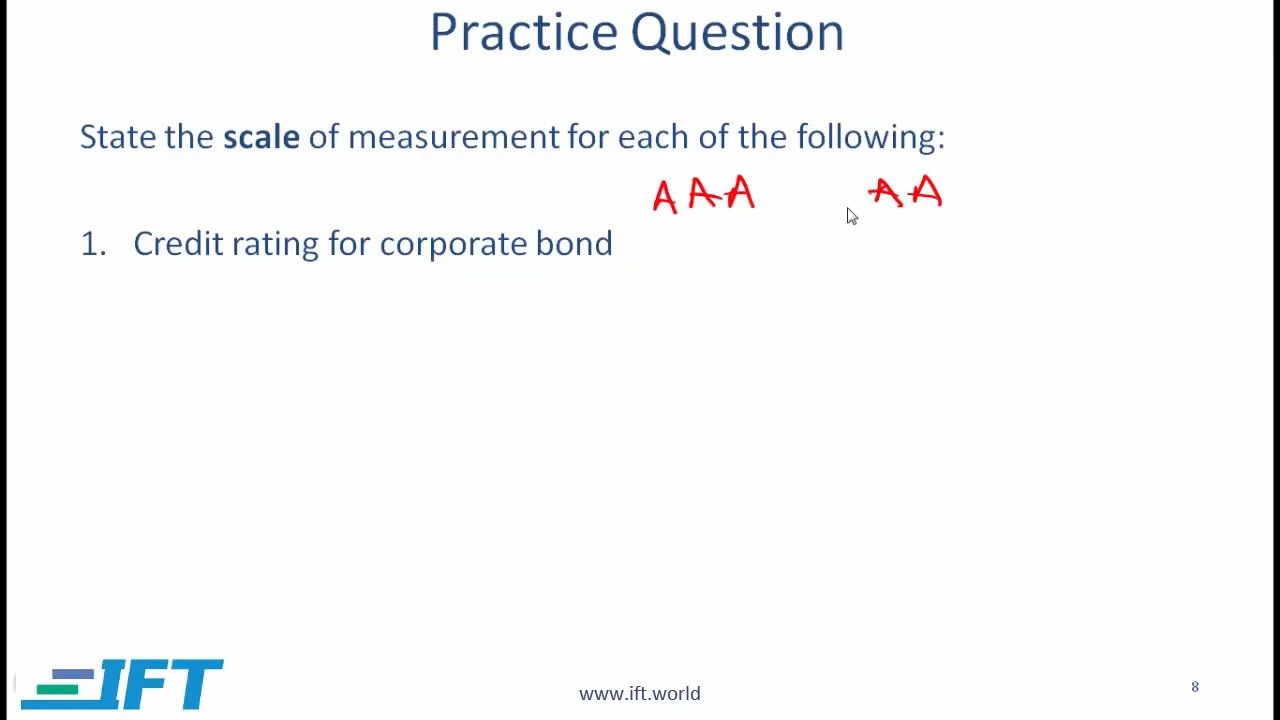 Practice Question
State the scale of measurement for each of the following:
AAA AA
1. Credit rating for corporate bond
IFT
www.ift.world
8